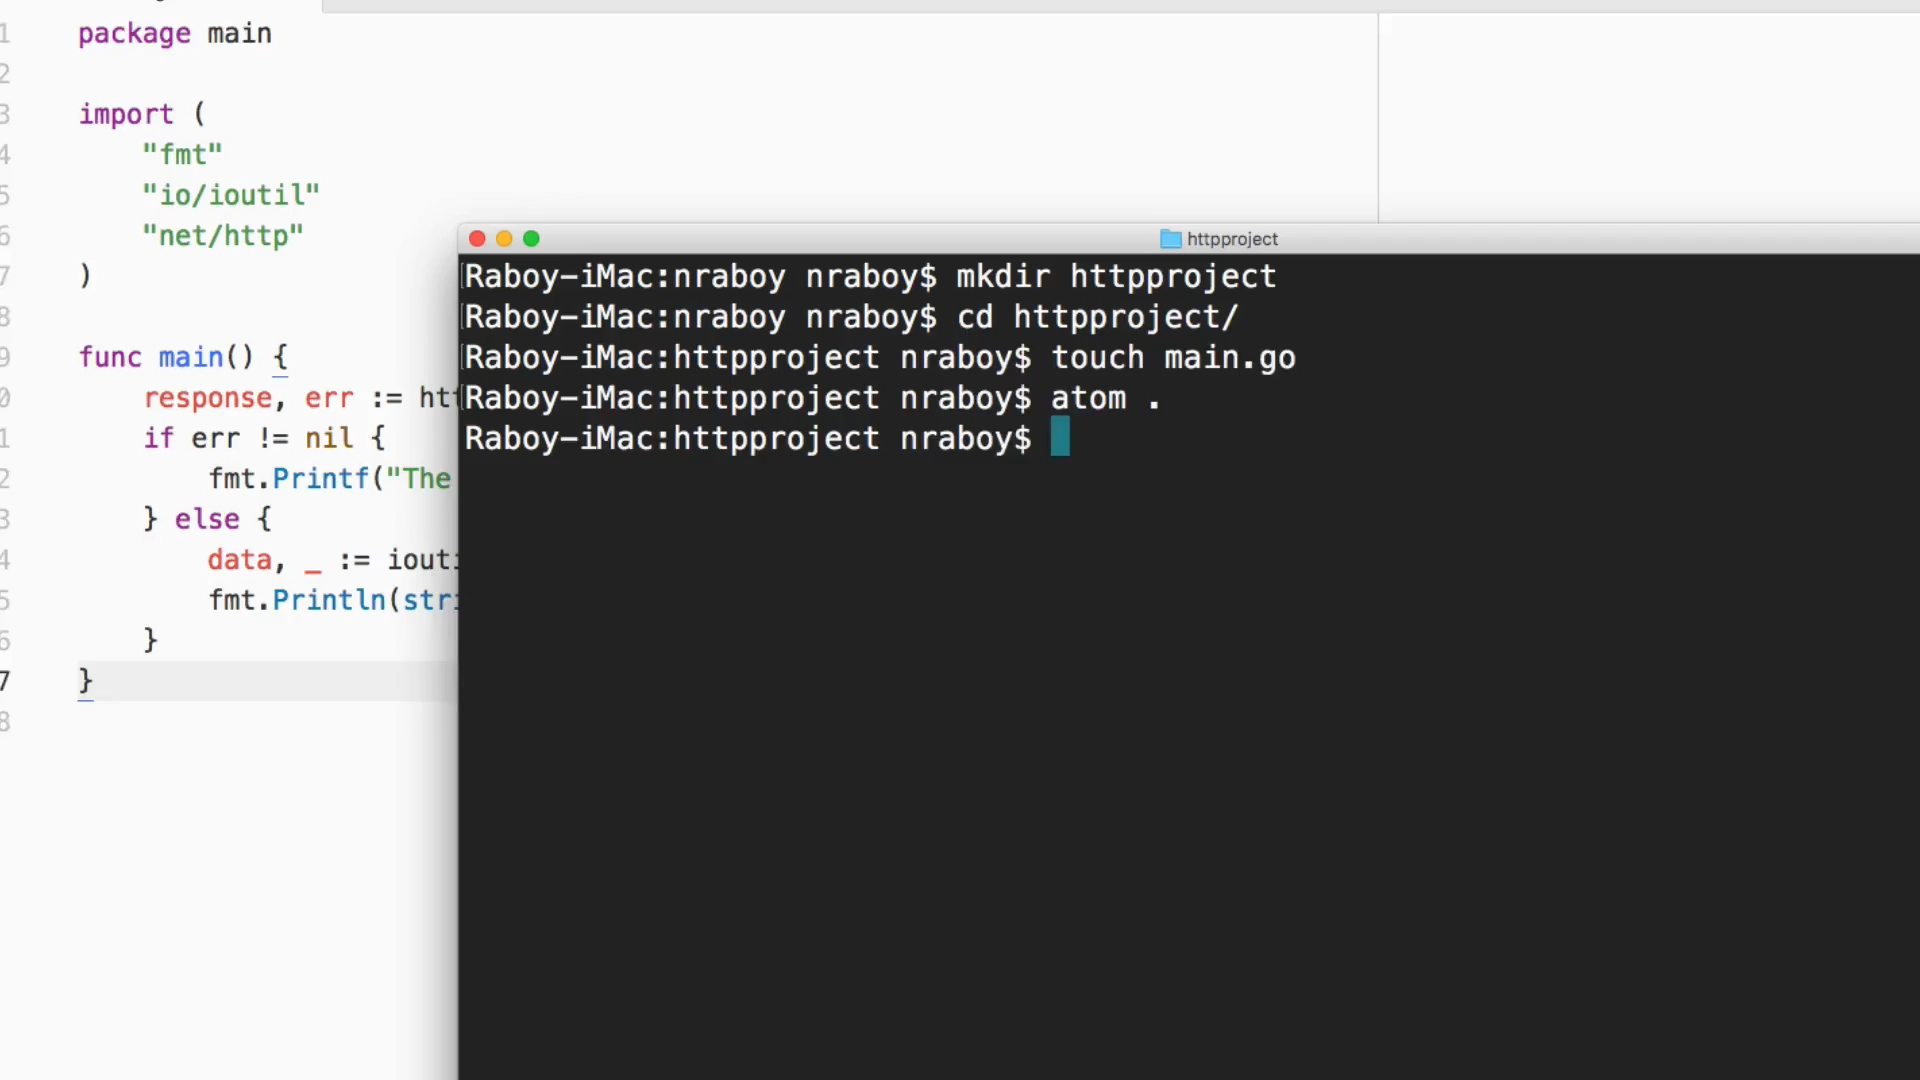 1 package main
2
3 import (
4 "fmt"
5 "io/ioutil"
6 "net/http"
7 )
8
9 func main() {
0 response, err := htt
1 if err != nil {
2 fmt.Printf("The
3 } else {
4 data, _ := iouti
5 fmt.Println(stri
6 }
7 }
8
httpproject
Raboy-iMac:nraboy nraboy$ mkdir httpproject
Raboy-iMac:nraboy nraboy$ cd httpproject/
Raboy-iMac:httpproject nraboy$ touch main.go
Raboy-iMac:httpproject nraboy$ atom .
Raboy-iMac:httpproject nraboy$